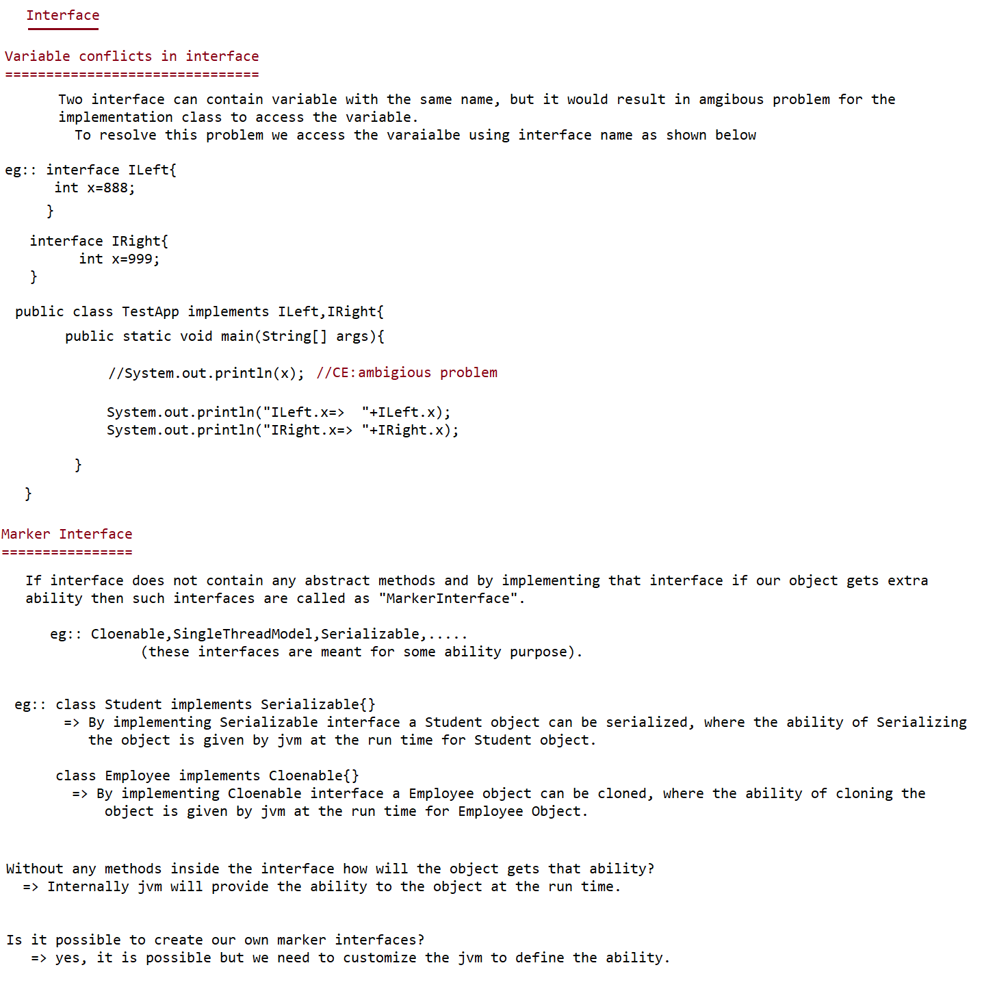 Interface
Variable conflicts in interface
===============================
Two interface can contain variable with the same name, but it would result in amgibous problem for the
implementation class to access the variable.
To resolve this problem we access the varaialbe using interface name as shown below
eg:: interface ILeft{
int x=888;
}
interface IRight{
int x=999;
}
public class TestApp implements ILeft,IRight{
public static void main(String[] args){
//System.out.println(x); //CE:ambigious problem
System.out.println("ILeft.x=>  "+ILeft.x);
System.out.println("IRight.x=> "+IRight.x);
}
}
Marker Interface
================
If interface does not contain any abstract methods and by implementing that interface if our object gets extra
ability then such interfaces are called as "MarkerInterface".
eg:: Cloenable,SingleThreadModel,Serializable,.....
(these interfaces are meant for some ability purpose).
eg:: class Student implements Serializable{}
=> By implementing Serializable interface a Student object can be serialized, where the ability of Serializing
the object is given by jvm at the run time for Student object.
class Employee implements Cloenable{}
=> By implementing Cloenable interface a Employee object can be cloned, where the ability of cloning the
object is given by jvm at the run time for Employee Object.
Without any methods inside the interface how will the object gets that ability?
=> Internally jvm will provide the ability to the object at the run time.
Is it possible to create our own marker interfaces?
=> yes, it is possible but we need to customize the jvm to define the ability.